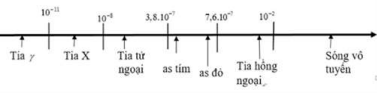 10⁻¹¹ 10⁻⁸ 3,8.10⁻⁷ 7,6.10⁻⁷ 10⁻²
Tia γ Tia X Tia tử ngoại as tím as đỏ Tia hồng ngoại Sóng vô tuyến